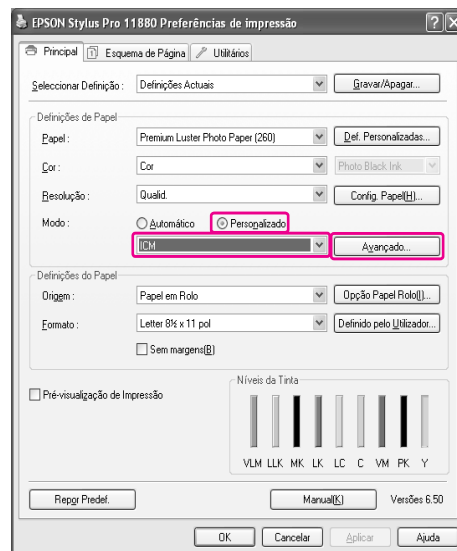 EPSON Stylus Pro 11880 Preferências de impressão
Principal Esquema de Página Utilitários
Seleccionar Definição : Definições Actuais Gravar/Apagar...
Definições de Papel
Papel : Premium Luster Photo Paper (260) Def. Personalizadas...
Cor : Cor Photo Black Ink
Resolução : Qualid. Config. Papel(H)...
Modo : Automático Personalizado
ICM Avançado...
Definições do Papel
Origem : Papel em Rolo Opção Papel Rolo(I)...
Formato : Letter 8½ x 11 pol Definido pelo Utilizador...
Sem margens(B)
Pré-visualização de Impressão
Níveis da Tinta
VLM LLK MK LK LC C VM PK Y
Repor Predef. Manual(K) Versões 6.50
OK Cancelar Aplicar Ajuda